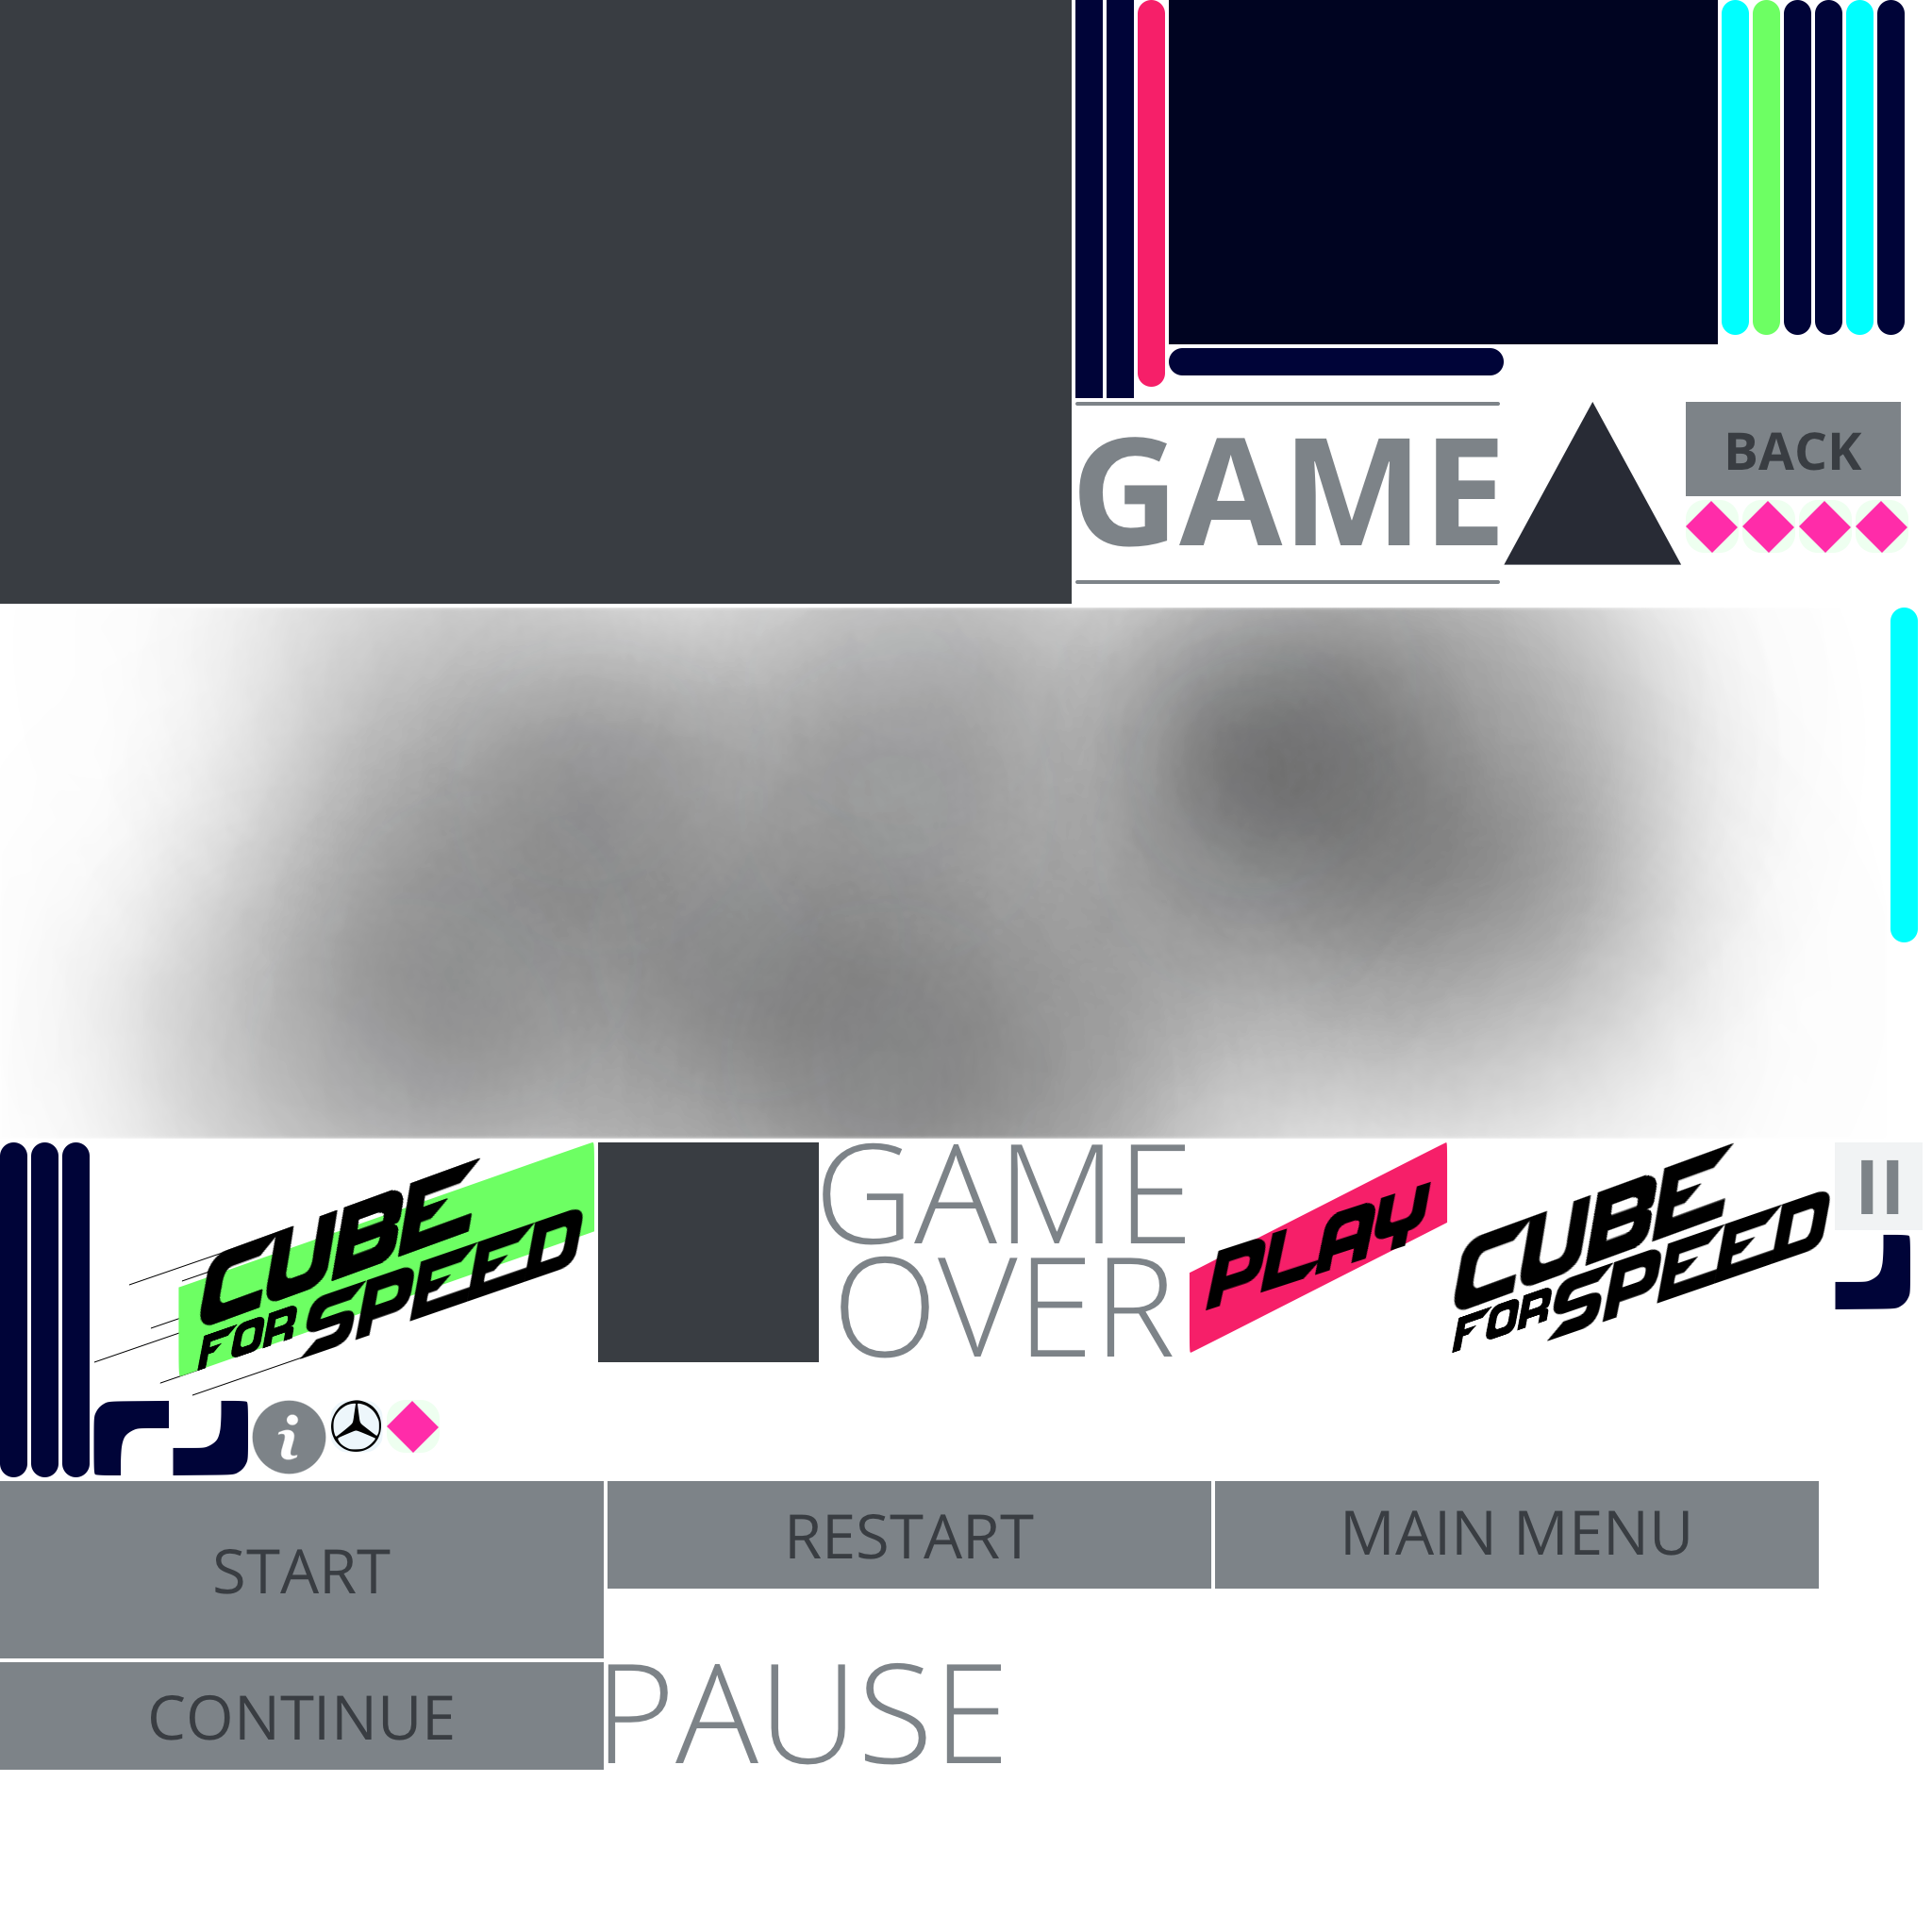 GAME
BACK
CUBE
FOR SPEED
GAME
OVER
PLAY
CUBE
FOR SPEED
i
START
RESTART
MAIN MENU
CONTINUE
PAUSE